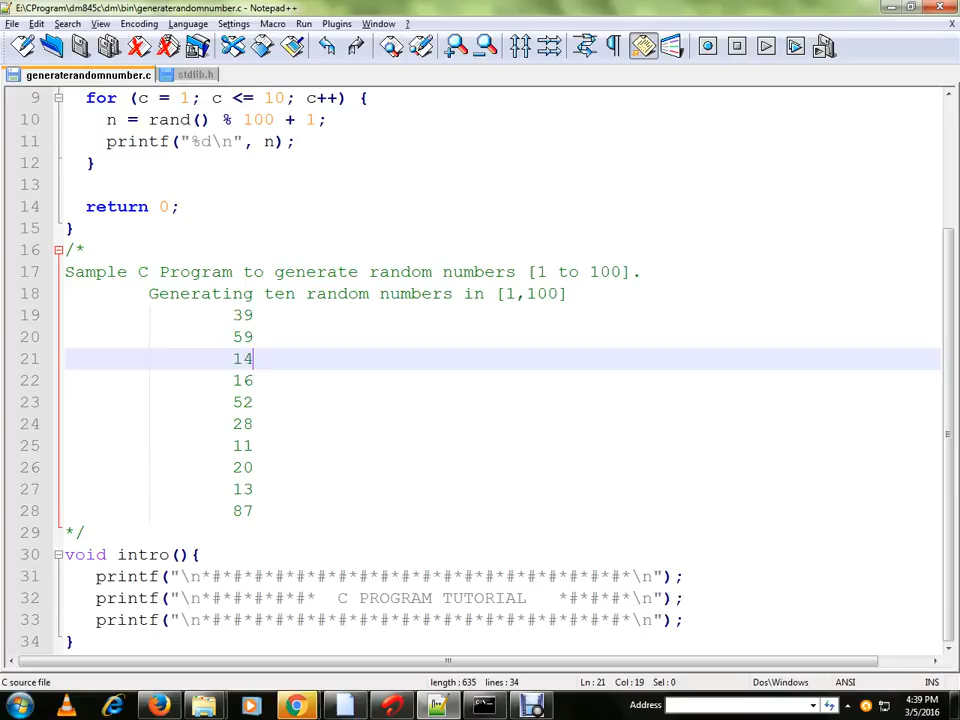 E:\CProgram\dm845c\dm\bin\generaterandomnumber.c - Notepad++
File Edit Search View Encoding Language Settings Macro Run Plugins Window ? X
generaterandomnumber.c stdlib.h
9 for (c = 1; c <= 10; c++) {
10 n = rand() % 100 + 1;
11 printf("%d\n", n);
12 }
13
14 return 0;
15 }
16 /*
17 Sample C Program to generate random numbers [1 to 100].
18 Generating ten random numbers in [1,100]
19 39
20 59
21 14
22 16
23 52
24 28
25 11
26 20
27 13
28 87
29 */
30 void intro(){
31 printf("\n*#*#*#*#*#*#*#*#*#*#*#*#*#*#*#*#*#*#*#*#*\n");
32 printf("\n*#*#*#*#*#* C PROGRAM TUTORIAL *#*#*#*\n");
33 printf("\n*#*#*#*#*#*#*#*#*#*#*#*#*#*#*#*#*#*#*#*#*\n");
34 }
C source file length : 635 lines : 34 Ln : 21 Col : 19 Sel : 0 Dos\Windows ANSI INS
Address 4:39 PM
3/5/2016